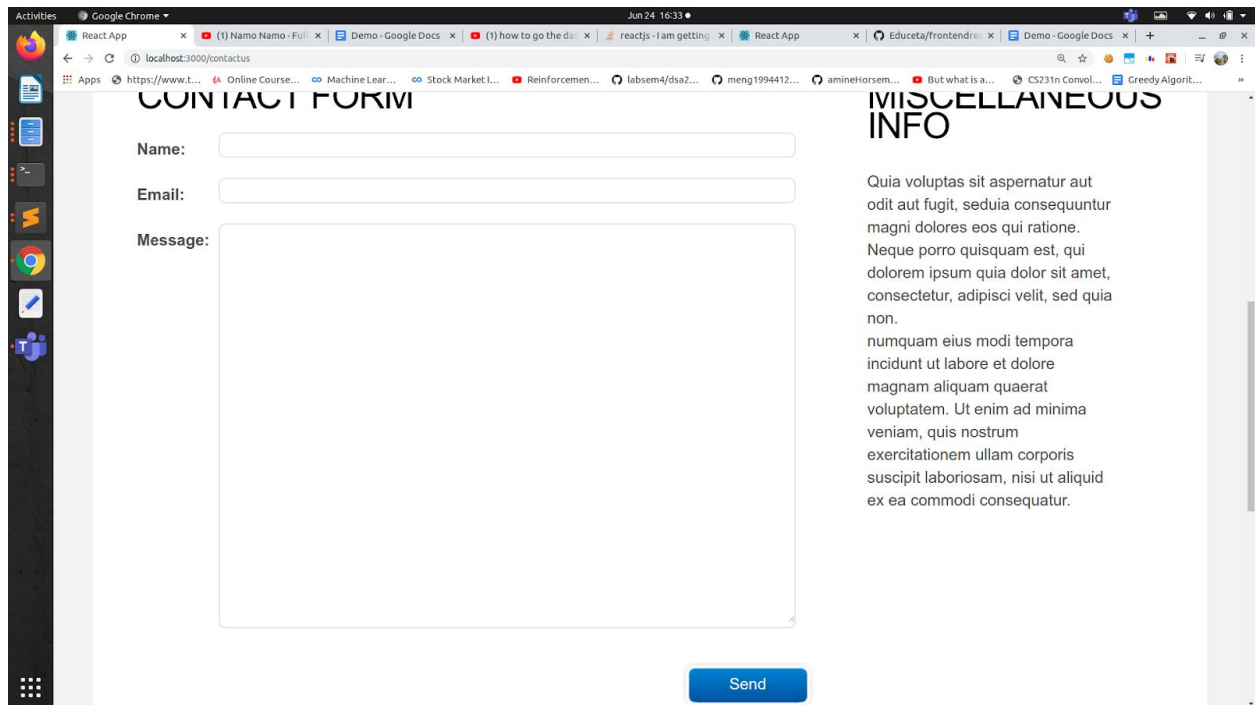 Activities
Google Chrome ▾
Jun 24 16:33 ●
React App
(1) Namo Namo - Full
Demo - Google Docs
(1) how to go the das
reactjs - I am getting
React App
Educeta/frontendrea
Demo - Google Docs
localhost:3000/contactus
Apps
https://www.t...
Online Course...
Machine Lear...
Stock Market I...
Reinforcemen...
labsem4/dsa2...
meng1994412...
amineHorsem...
But what is a...
CS231n Convol...
Greedy Algorit...
»
CONTACT FORM
Name:
Email:
Message:
Send
MISCELLANEOUS
INFO
Quia voluptas sit aspernatur aut
odit aut fugit, seduia consequuntur
magni dolores eos qui ratione.
Neque porro quisquam est, qui
dolorem ipsum quia dolor sit amet,
consectetur, adipisci velit, sed quia
non.
numquam eius modi tempora
incidunt ut labore et dolore
magnam aliquam quaerat
voluptatem. Ut enim ad minima
veniam, quis nostrum
exercitationem ullam corporis
suscipit laboriosam, nisi ut aliquid
ex ea commodi consequatur.